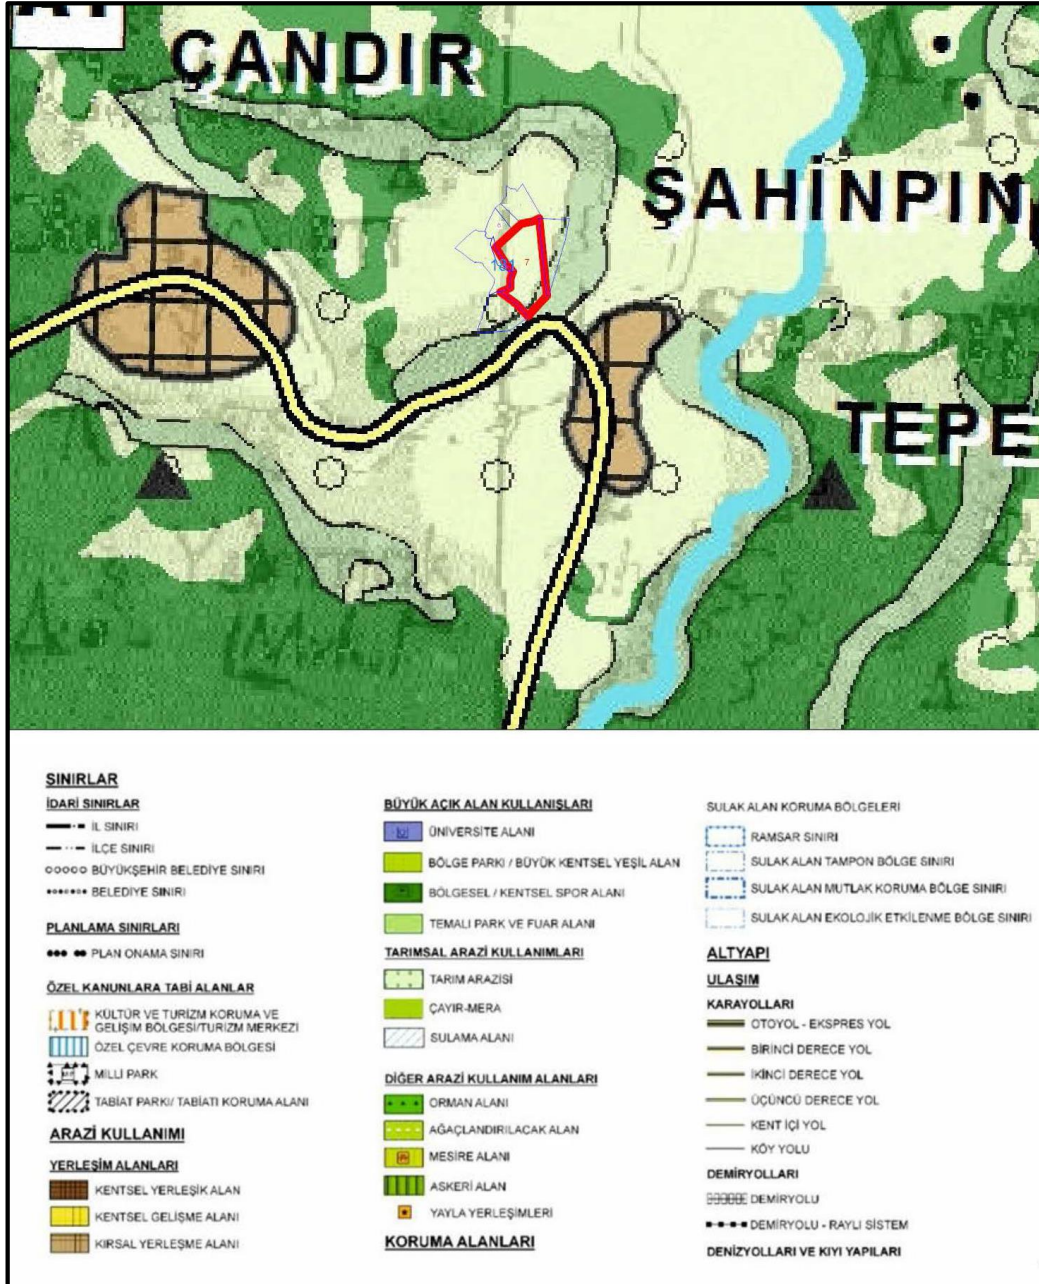 ÇANDIR
ŞAHİNPIN
181 7
TEPE
SINIRLAR
İDARİ SINIRLAR
İL SINIRI
İLÇE SINIRI
BÜYÜKŞEHİR BELEDİYE SINIRI
BELEDİYE SINIRI
PLANLAMA SINIRLARI
PLAN ONAMA SINIRI
ÖZEL KANUNLARA TABİ ALANLAR
KÜLTÜR VE TURİZM KORUMA VE
GELİŞİM BÖLGESİ/TURİZM MERKEZİ
ÖZEL ÇEVRE KORUMA BÖLGESİ
MİLLİ PARK
TABİAT PARKI/ TABİATI KORUMA ALANI
ARAZİ KULLANIMI
YERLEŞİM ALANLARI
KENTSEL YERLEŞİK ALAN
KENTSEL GELİŞME ALANI
KIRSAL YERLEŞME ALANI
BÜYÜK AÇIK ALAN KULLANIŞLARI
ÜNİVERSİTE ALANI
BÖLGE PARKI / BÜYÜK KENTSEL YEŞİL ALAN
BÖLGESEL / KENTSEL SPOR ALANI
TEMALI PARK VE FUAR ALANI
TARIMSAL ARAZİ KULLANIMLARI
TARIM ARAZİSİ
ÇAYIR-MERA
SULAMA ALANI
DİĞER ARAZİ KULLANIM ALANLARI
ORMAN ALANI
AĞAÇLANDIRILACAK ALAN
MESİRE ALANI
ASKERİ ALAN
YAYLA YERLEŞİMLERİ
KORUMA ALANLARI
SULAK ALAN KORUMA BÖLGELERİ
RAMSAR SINIRI
SULAK ALAN TAMPON BÖLGE SINIRI
SULAK ALAN MUTLAK KORUMA BÖLGE SINIRI
SULAK ALAN EKOLOJİK ETKİLENME BÖLGE SINIRI
ALTYAPI
ULAŞIM
KARAYOLLARI
OTOYOL - EKSPRES YOL
BİRİNCİ DERECE YOL
İKİNCİ DERECE YOL
ÜÇÜNCÜ DERECE YOL
KENT İÇİ YOL
KÖY YOLU
DEMİRYOLLARI
DEMİRYOLU
DEMİRYOLU - RAYLI SİSTEM
DENİZYOLLARI VE KIYI YAPILARI